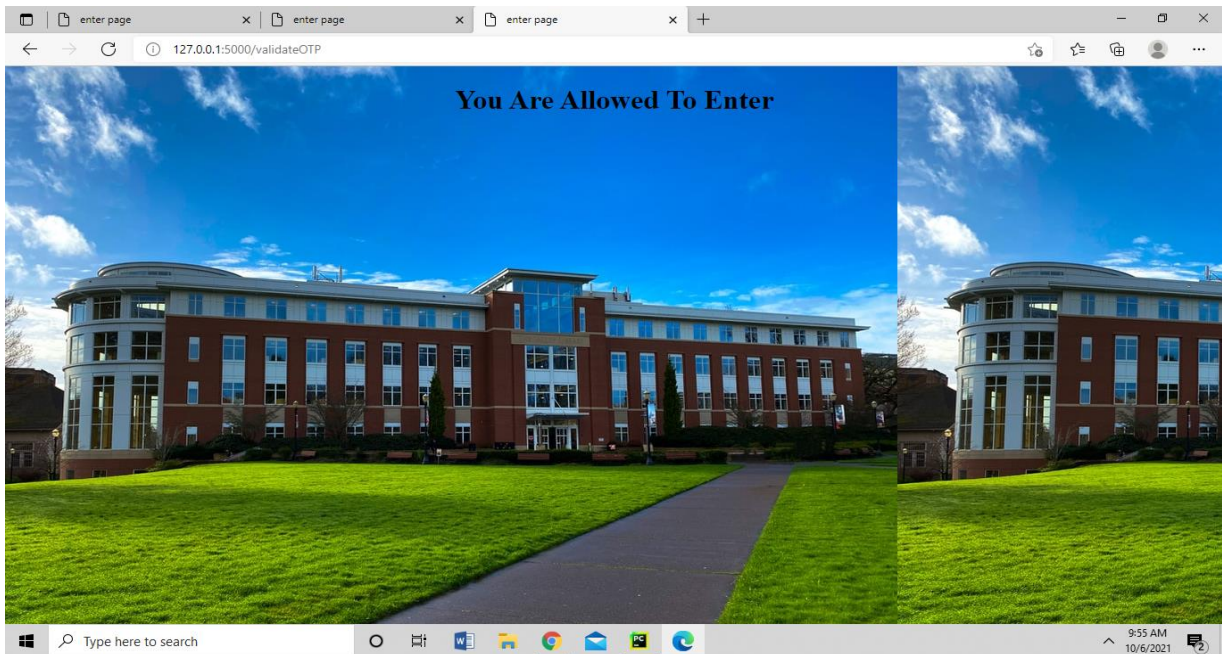 enter page
enter page
enter page
127.0.0.1:5000/validateOTP
You Are Allowed To Enter
Type here to search
9:55 AM
10/6/2021
2